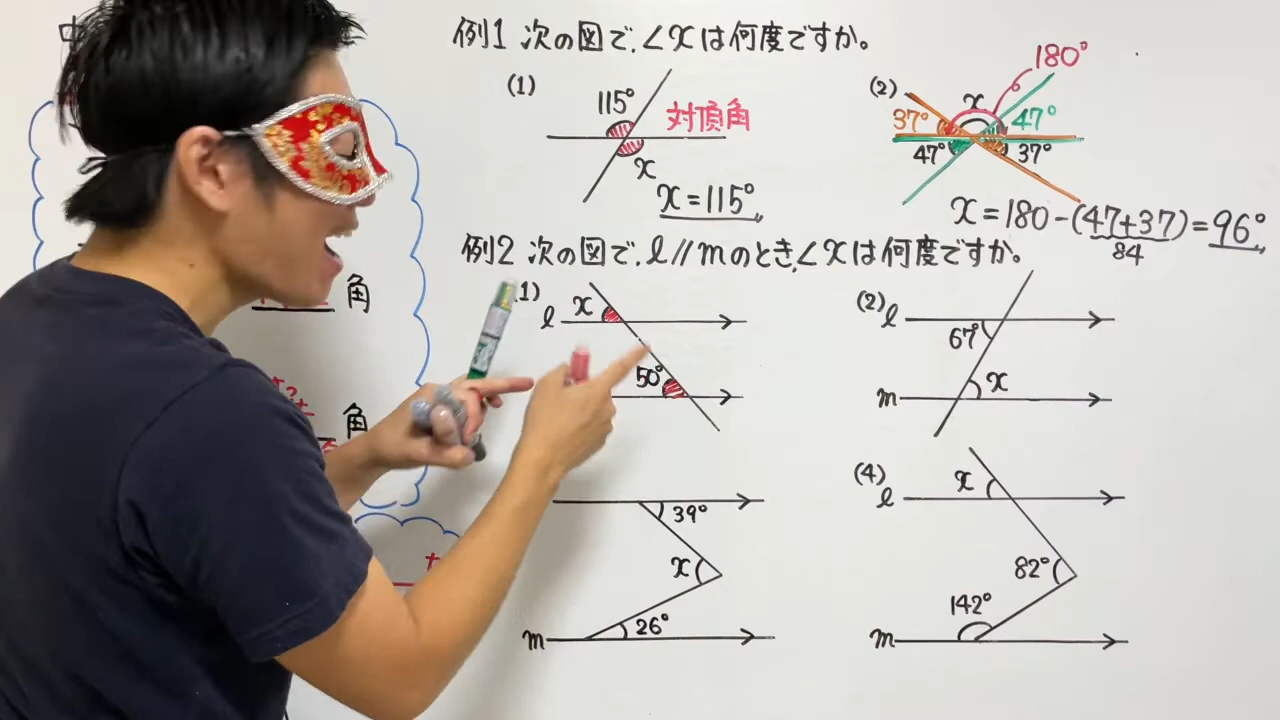 中
例1 次の図で、∠xは何度ですか。
(1)
115°
対頂角
x
x=115°
(2)
180°
x
37°
47°
47°
37°
x=180-(47+37)=96°
84
例2 次の図で、l//mのとき、∠xは何度ですか。
1)
x
l
50°
(2)
l
67°
m
x
角
角
39°
x
m
26°
(4)
l
x
82°
142°
m